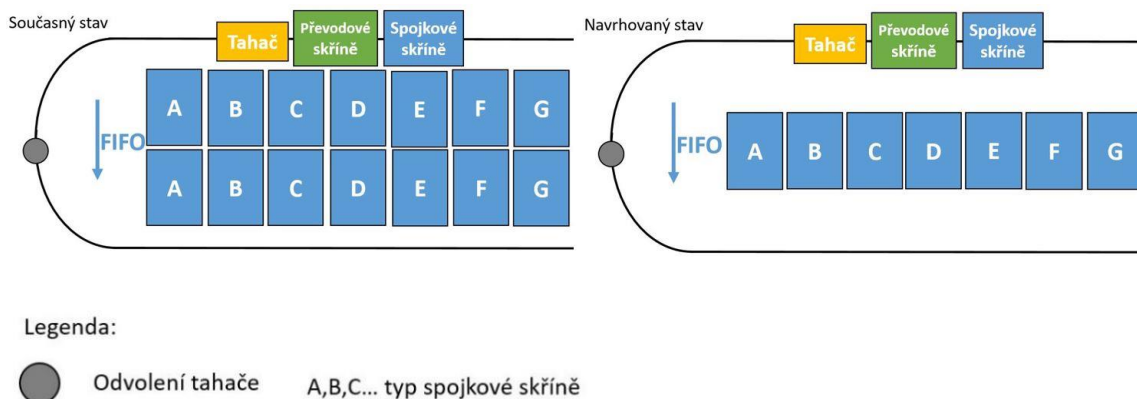 Současný stav
Tahač
Převodové
skříně
Spojkové
skříně
FIFO
A B C D E F G
A B C D E F G
Navrhovaný stav
Tahač
Převodové
skříně
Spojkové
skříně
FIFO
A B C D E F G
Legenda:
Odvolení tahače
A,B,C... typ spojkové skříně